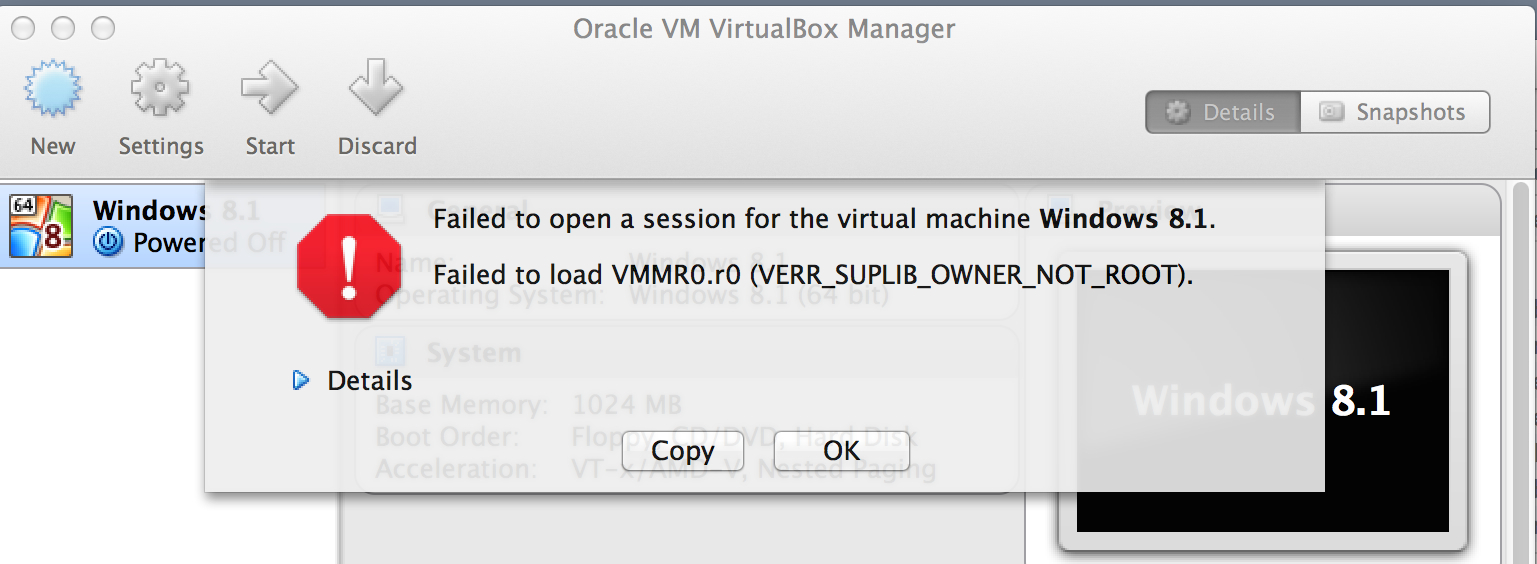 Oracle VM VirtualBox Manager
New
Settings
Start
Discard
Details
Snapshots
64
8
Windows 8.1
Powered Off
General
Name: Windows 8.1
Operating System: Windows 8.1 (64 bit)
Preview
Failed to open a session for the virtual machine Windows 8.1.
Failed to load VMMR0.r0 (VERR_SUPLIB_OWNER_NOT_ROOT).
System
Details
Base Memory: 1024 MB
Boot Order: Floppy, CD/DVD, Hard Disk
Acceleration: VT-x/AMD-V, Nested Paging
Copy
OK
Windows 8.1